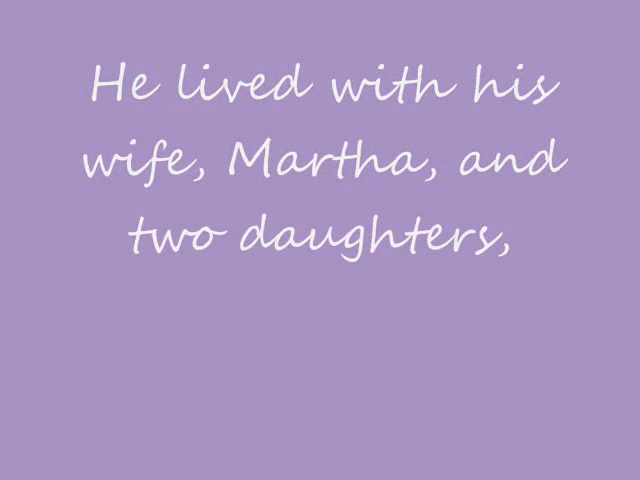 He lived with his
wife, Martha, and
two daughters,